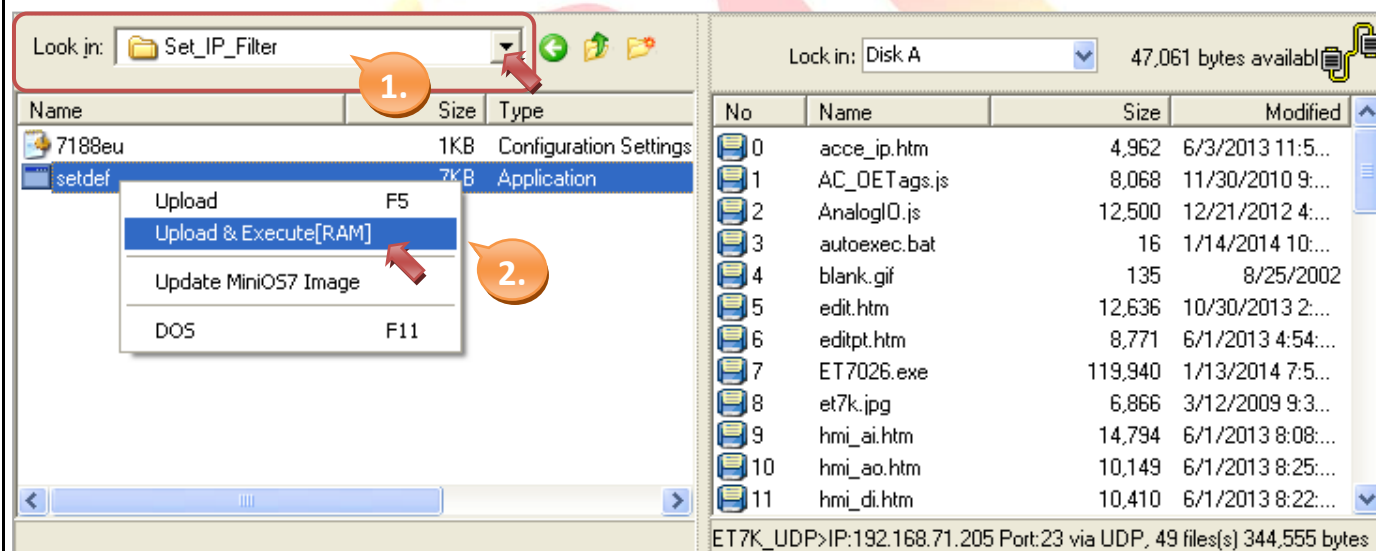 Look in: Set_IP_Filter
1.
Name Size Type
7188eu 1KB Configuration Settings
setdef 7KB Application
Upload F5
Upload & Execute[RAM]
2.
Update MiniOS7 Image
DOS F11
Lock in: Disk A 47,061 bytes availabl
No Name Size Modified
0 acce_ip.htm 4,962 6/3/2013 11:5...
1 AC_OETags.js 8,068 11/30/2010 9:...
2 AnalogIO.js 12,500 12/21/2012 4:...
3 autoexec.bat 16 1/14/2014 10:...
4 blank.gif 135 8/25/2002
5 edit.htm 12,636 10/30/2013 2:...
6 editpt.htm 8,771 6/1/2013 4:54:...
7 ET7026.exe 119,940 1/13/2014 7:5...
8 et7k.jpg 6,866 3/12/2009 9:3...
9 hmi_ai.htm 14,794 6/1/2013 8:08:...
10 hmi_ao.htm 10,149 6/1/2013 8:25:...
11 hmi_di.htm 10,410 6/1/2013 8:22:...
ET7K_UDP>IP:192.168.71.205 Port:23 via UDP, 49 files(s) 344,555 bytes